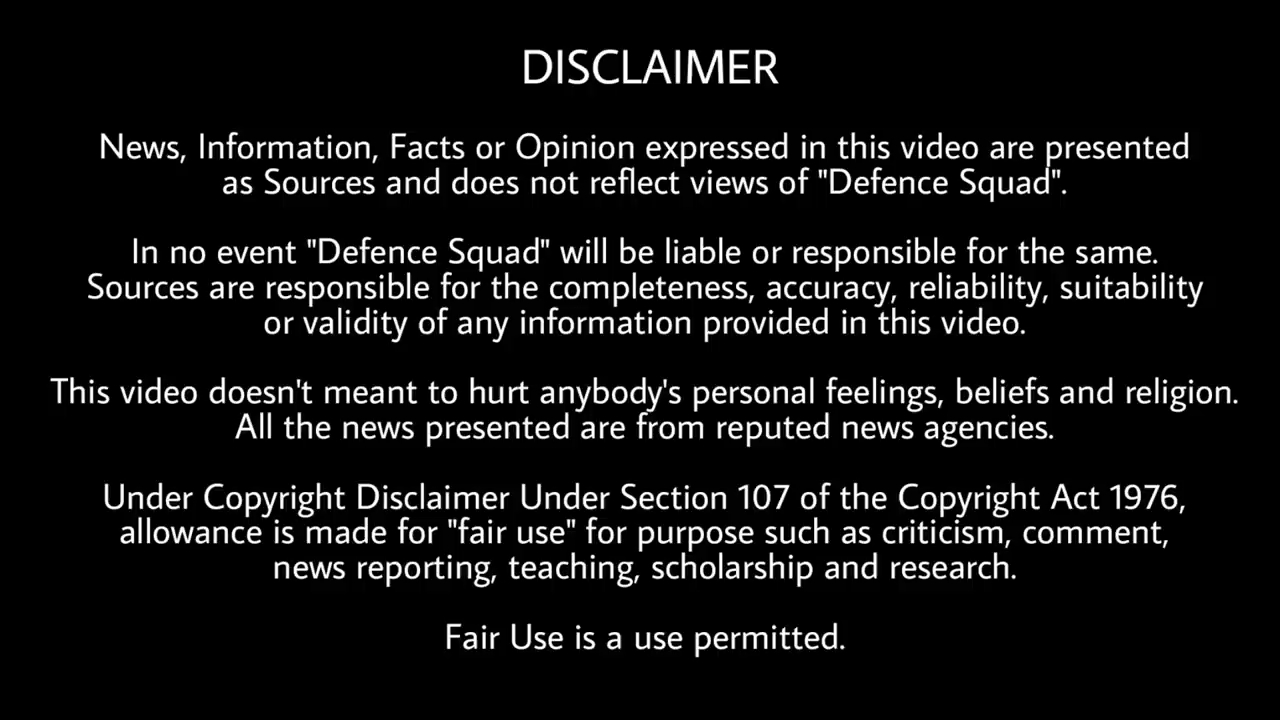 DISCLAIMER
News, Information, Facts or Opinion expressed in this video are presented
as Sources and does not reflect views of "Defence Squad".
In no event "Defence Squad" will be liable or responsible for the same.
Sources are responsible for the completeness, accuracy, reliability, suitability
or validity of any information provided in this video.
This video doesn't meant to hurt anybody's personal feelings, beliefs and religion.
All the news presented are from reputed news agencies.
Under Copyright Disclaimer Under Section 107 of the Copyright Act 1976,
allowance is made for "fair use" for purpose such as criticism, comment,
news reporting, teaching, scholarship and research.
Fair Use is a use permitted.